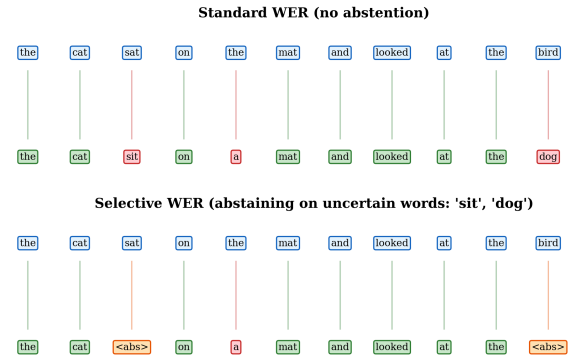 Standard WER (no abstention)
the cat sat on the mat and looked at the bird
the cat sit on a mat and looked at the dog
Selective WER (abstaining on uncertain words: 'sit', 'dog')
the cat sat on the mat and looked at the bird
the cat <abs> on a mat and looked at the <abs>